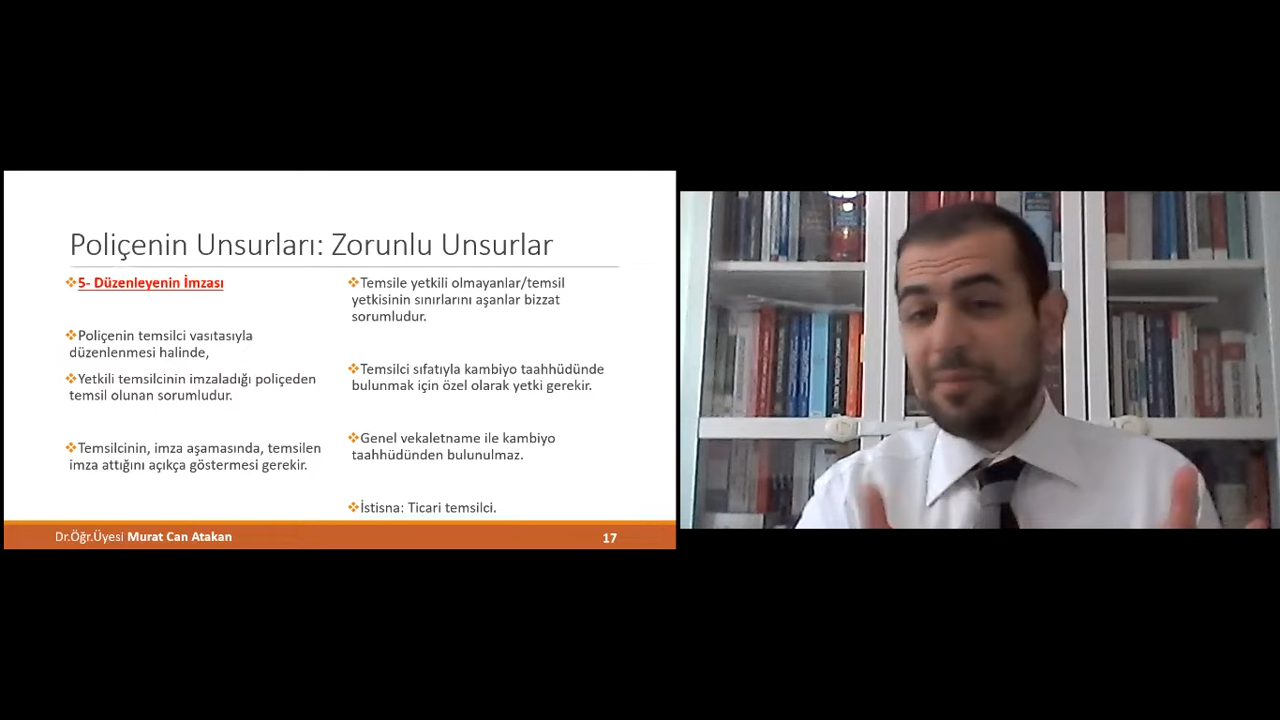 Poliçenin Unsurları: Zorunlu Unsurlar
❖5- Düzenleyenin İmzası
❖Poliçenin temsilci vasıtasıyla
düzenlenmesi halinde,
❖Yetkili temsilcinin imzaladığı poliçeden
temsil olunan sorumludur.
❖Temsilcinin, imza aşamasında, temsilen
imza attığını açıkça göstermesi gerekir.
❖Temsile yetkili olmayanlar/temsil
yetkisinin sınırlarını aşanlar bizzat
sorumludur.
❖Temsilci sıfatıyla kambiyo taahhüdünde
bulunmak için özel olarak yetki gerekir.
❖Genel vekaletname ile kambiyo
taahhüdünden bulunulmaz.
❖İstisna: Ticari temsilci.
Dr.Öğr.Üyesi Murat Can Atakan
17